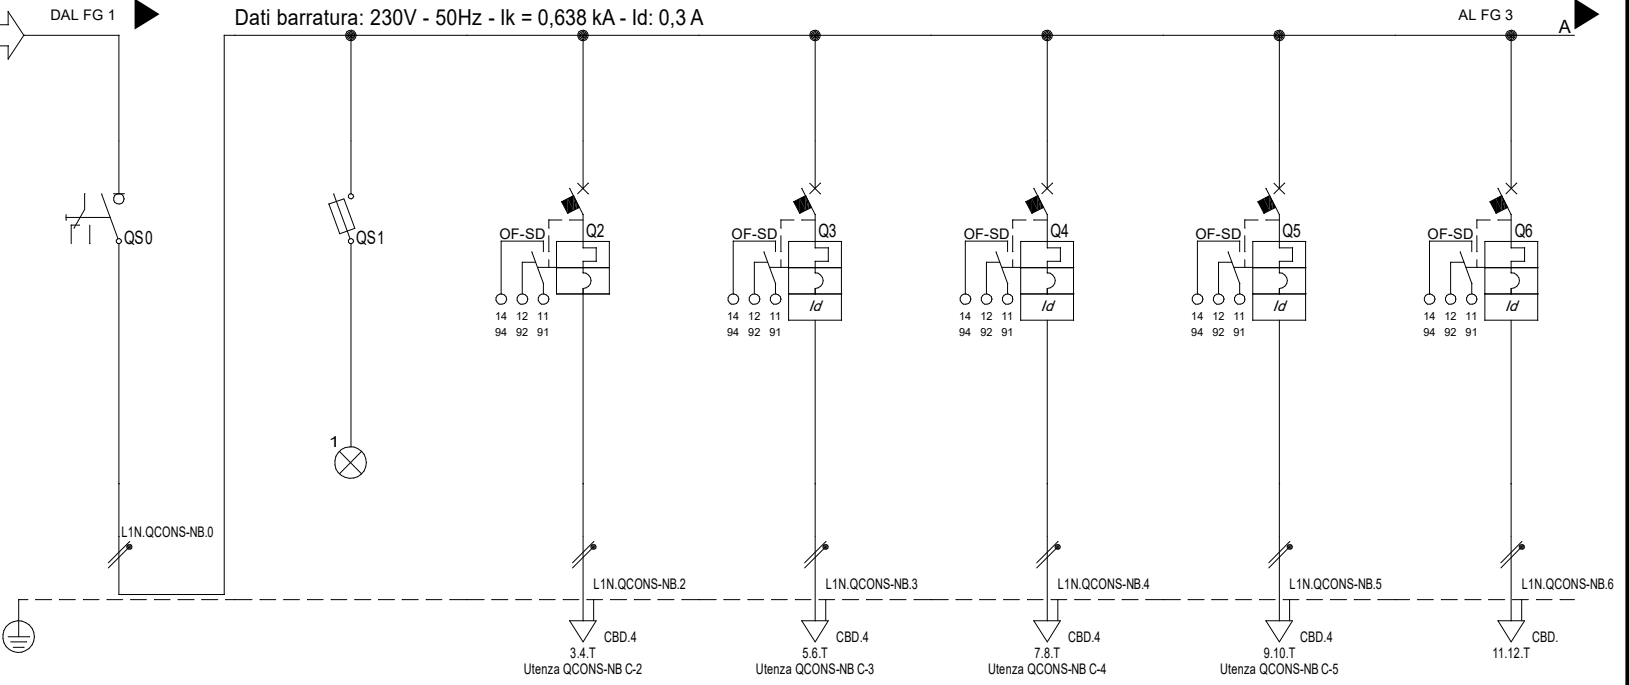 DAL FG 1
Dati barratura: 230V - 50Hz - Ik = 0,638 kA - Id: 0,3 A
AL FG 3
A
QS0
QS1
OF-SD
Q2
14 12 11
94 92 91
OF-SD
Q3
Id
14 12 11
94 92 91
OF-SD
Q4
Id
14 12 11
94 92 91
OF-SD
Q5
Id
14 12 11
94 92 91
OF-SD
Q6
Id
14 12 11
94 92 91
1
L1N.QCONS-NB.0
L1N.QCONS-NB.2
L1N.QCONS-NB.3
L1N.QCONS-NB.4
L1N.QCONS-NB.5
L1N.QCONS-NB.6
CBD.4
3.4.T
Utenza QCONS-NB C-2
CBD.4
5.6.T
Utenza QCONS-NB C-3
CBD.4
7.8.T
Utenza QCONS-NB C-4
CBD.4
9.10.T
Utenza QCONS-NB C-5
CBD.
11.12.T